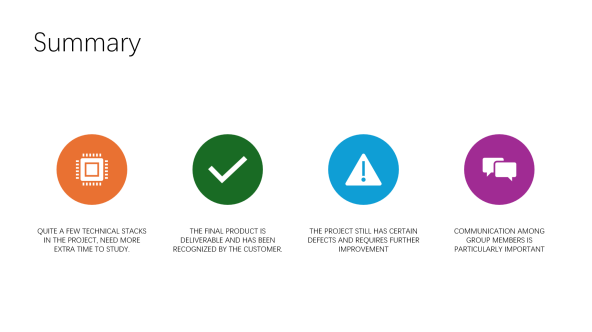 Summary
QUITE A FEW TECHNICAL STACKS
IN THE PROJECT, NEED MORE
EXTRA TIME TO STUDY.
THE FINAL PRODUCT IS
DELIVERABLE AND HAS BEEN
RECOGNIZED BY THE CUSTOMER.
THE PROJECT STILL HAS CERTAIN
DEFECTS AND REQUIRES FURTHER
IMPROVEMENT
COMMUNICATION AMONG
GROUP MEMBERS IS
PARTICULARLY IMPORTANT